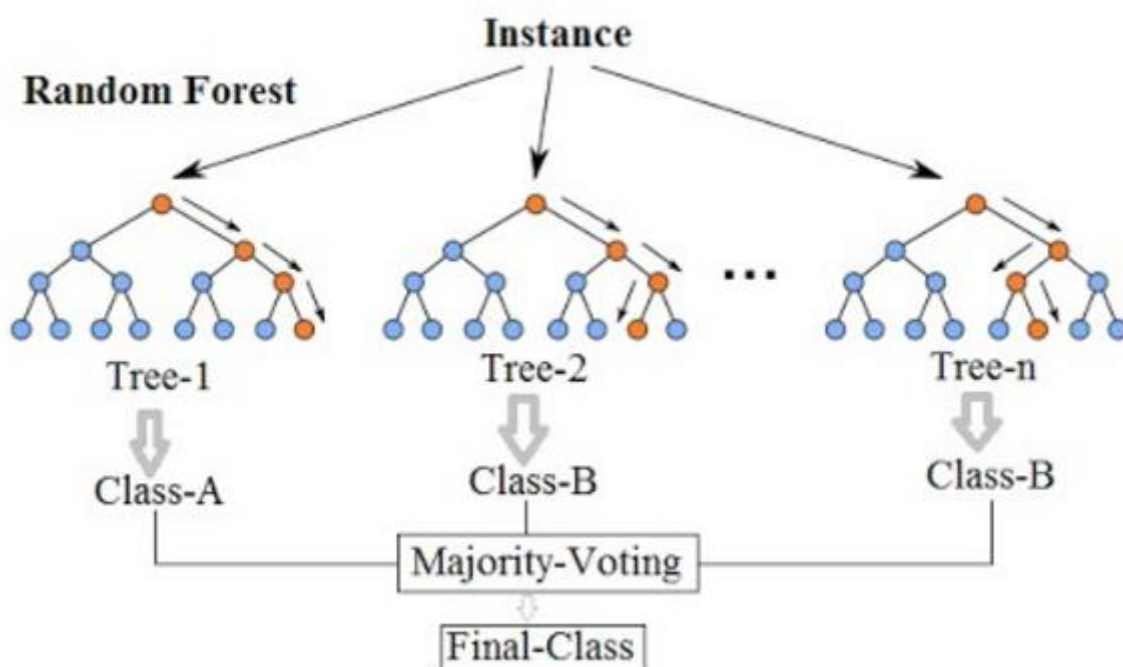 Instance
Random Forest
...
Tree-1
Tree-2
Tree-n
Class-A
Class-B
Class-B
Majority-Voting
Final-Class